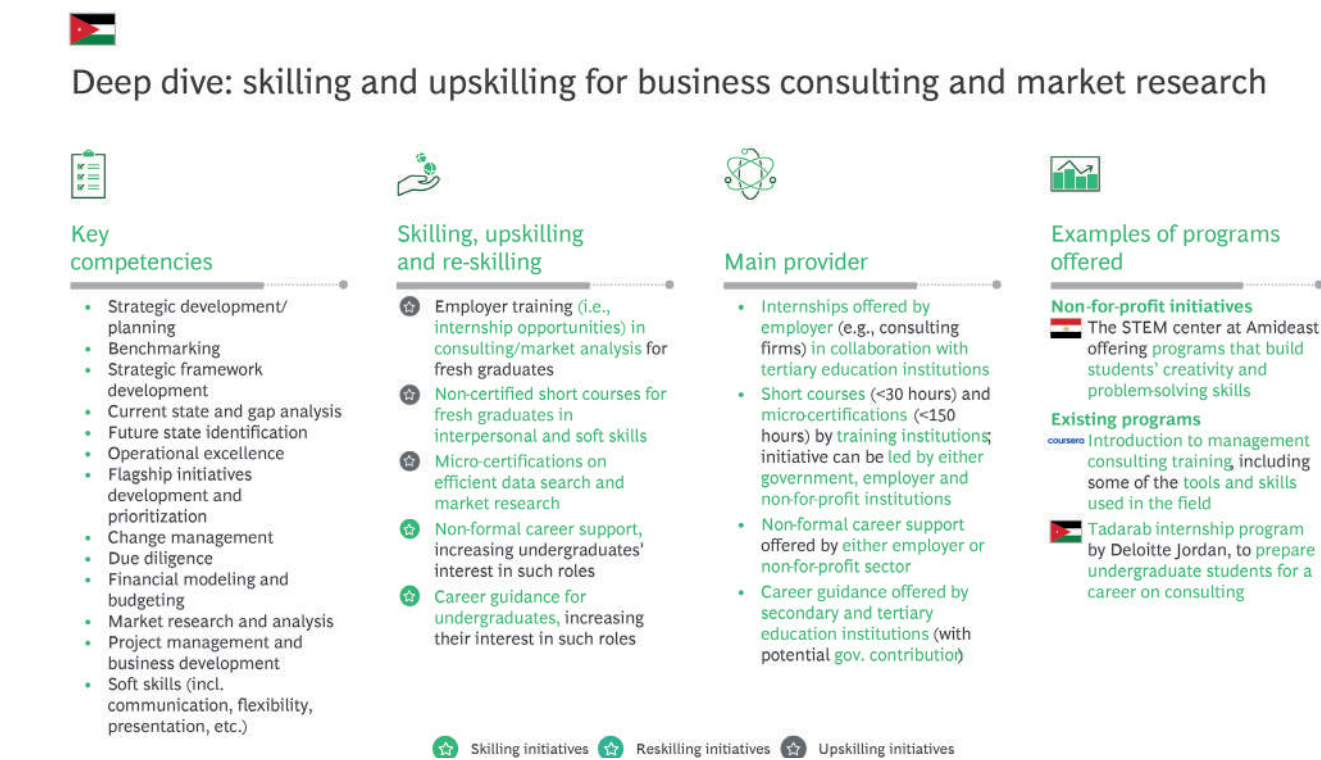 Deep dive: skilling and upskilling for business consulting and market research
Key
competencies
• Strategic development/
planning
• Benchmarking
• Strategic framework
development
• Current state and gap analysis
• Future state identification
• Operational excellence
• Flagship initiatives
development and
prioritization
• Change management
• Due diligence
• Financial modeling and
budgeting
• Market research and analysis
• Project management and
business development
• Soft skills (incl.
communication, flexibility,
presentation, etc.)
Skilling, upskilling
and re-skilling
Employer training (i.e.,
internship opportunities) in
consulting/market analysis for
fresh graduates
Non-certified short courses for
fresh graduates in
interpersonal and soft skills
Micro-certifications on
efficient data search and
market research
Non-formal career support,
increasing undergraduates'
interest in such roles
Career guidance for
undergraduates, increasing
their interest in such roles
Main provider
• Internships offered by
employer (e.g., consulting
firms) in collaboration with
tertiary education institutions
• Short courses (<30 hours) and
micro-certifications (<150
hours) by training institutions;
initiative can be led by either
government, employer and
non-for-profit institutions
• Non-formal career support
offered by either employer or
non-for-profit sector
• Career guidance offered by
secondary and tertiary
education institutions (with
potential gov. contribution)
Examples of programs
offered
Non-for-profit initiatives
The STEM center at Amideast
offering programs that build
students' creativity and
problem-solving skills
Existing programs
coursera Introduction to management
consulting training, including
some of the tools and skills
used in the field
Tadarab internship program
by Deloitte Jordan, to prepare
undergraduate students for a
career on consulting
Skilling initiatives Reskilling initiatives Upskilling initiatives